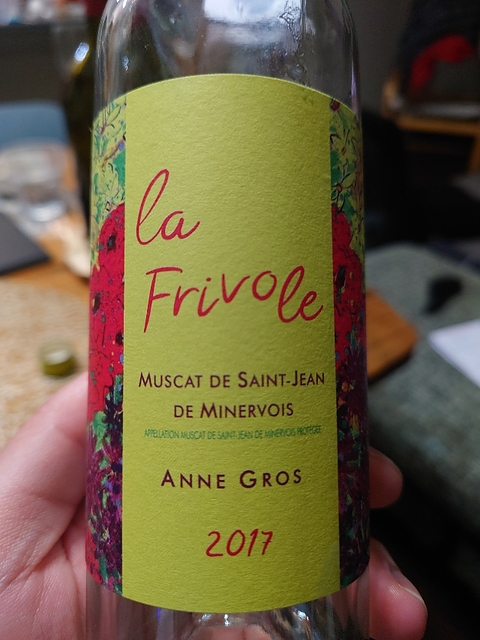 la
Frivole
MUSCAT DE SAINT-JEAN
DE MINERVOIS
APPELLATION MUSCAT DE SAINT-JEAN DE MINERVOIS PROTÉGÉE
ANNE GROS
2017